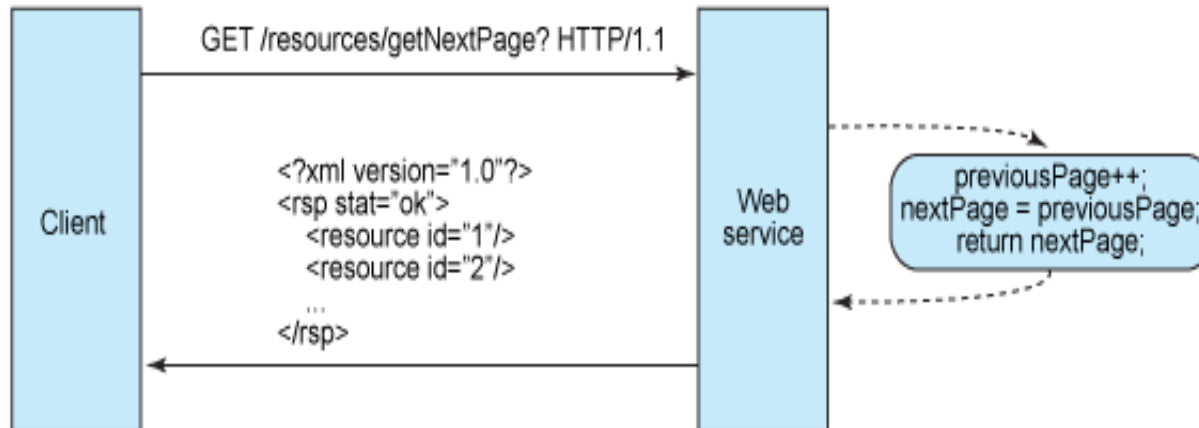 GET /resources/getNextPage? HTTP/1.1
Client
<?xml version="1.0"?>
<rsp stat="ok">
<resource id="1"/>
<resource id="2"/>
...
</rsp>
Web
service
previousPage++;
nextPage = previousPage;
return nextPage;